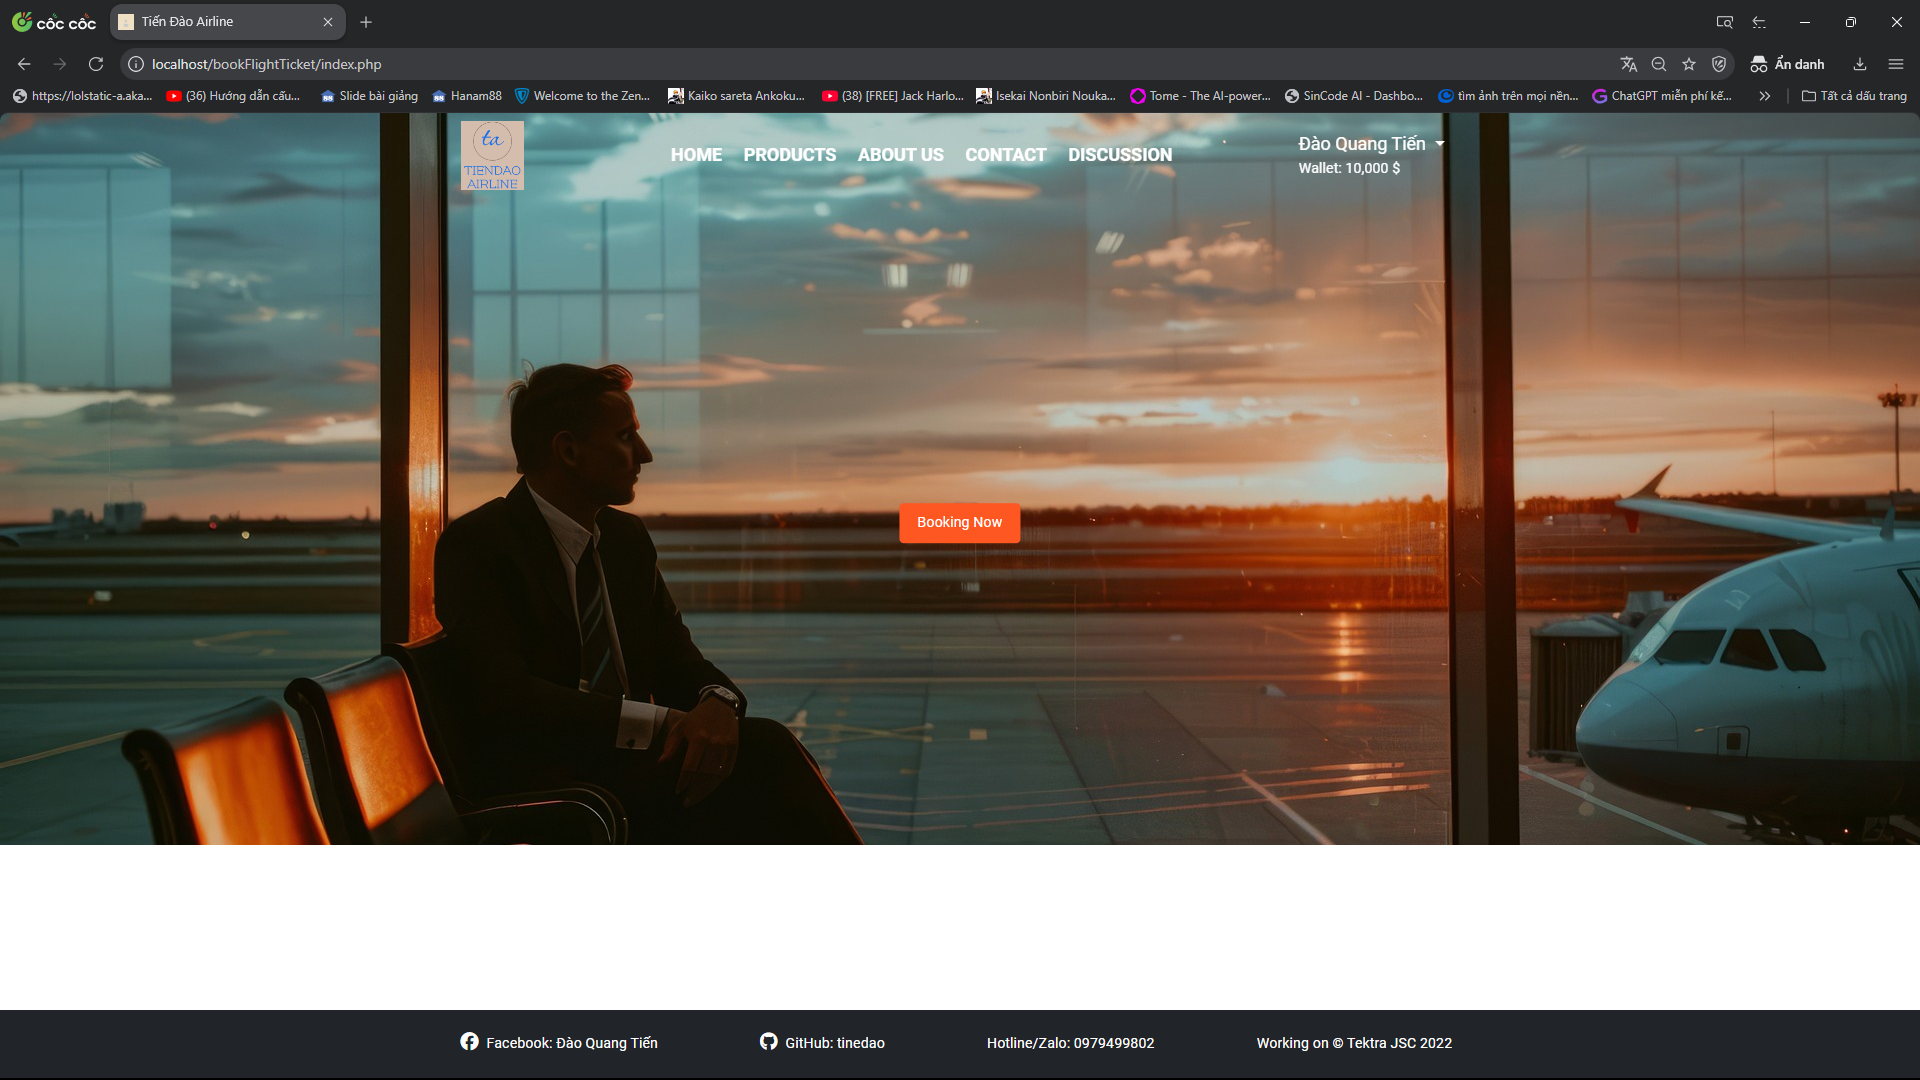 cốc cốc
Tiến Đào Airline
localhost/bookFlightTicket/index.php
Ẩn danh
https://lolstatic-a.aka...
(36) Hướng dẫn cấu...
Slide bài giảng
Hanam88
Welcome to the Zen...
Kaiko sareta Ankoku...
(38) [FREE] Jack Harlo...
Isekai Nonbiri Nouka...
Tome - The AI-power...
SinCode AI - Dashbo...
tìm ảnh trên mọi nền...
ChatGPT miễn phí kế...
Tất cả dấu trang
ta
TIENDAO
AIRLINE
HOME
PRODUCTS
ABOUT US
CONTACT
DISCUSSION
Đào Quang Tiến
Wallet: 10,000 $
Booking Now
Facebook: Đào Quang Tiến
GitHub: tinedao
Hotline/Zalo: 0979499802
Working on © Tektra JSC 2022